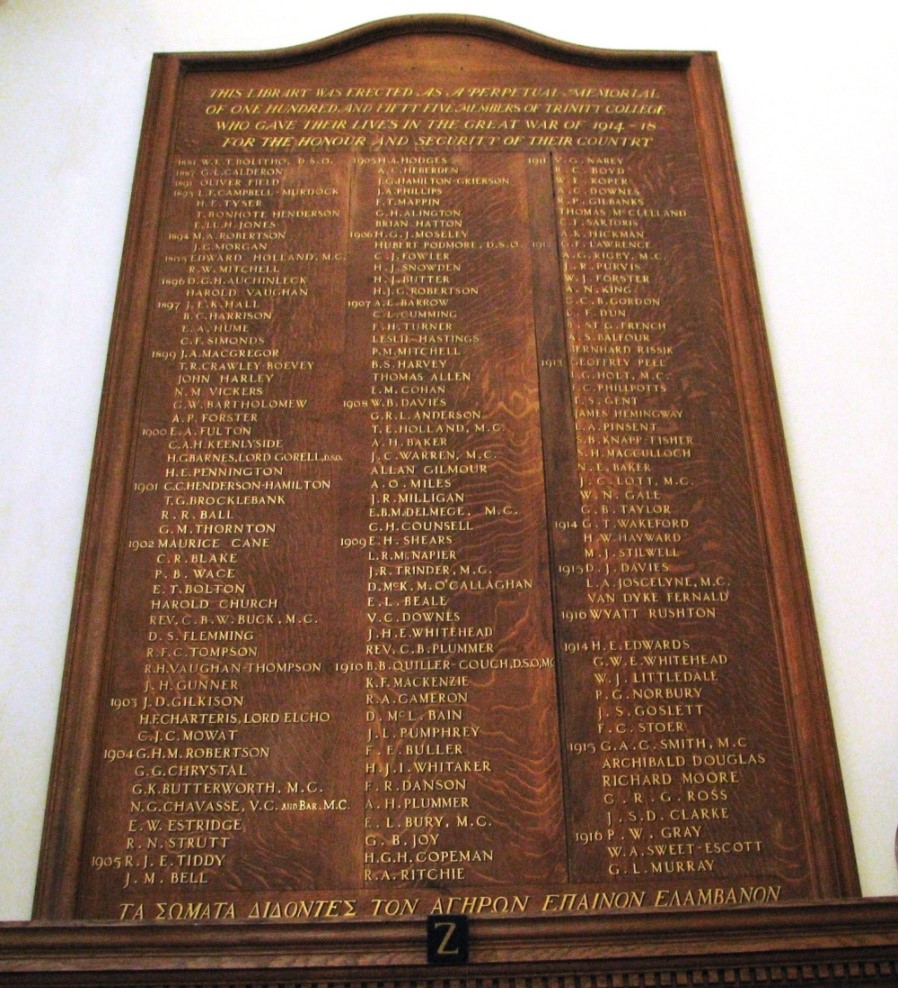 THIS LIBRARY WAS ERECTED AS A PERPETUAL MEMORIAL
OF ONE HUNDRED AND FIFTY FIVE MEMBERS OF TRINITY COLLEGE
WHO GAVE THEIR LIVES IN THE GREAT WAR OF 1914-18
FOR THE HONOUR AND SECURITY OF THEIR COUNTRY
W.E.T. BOLITHO, D.S.O.
1887 G.L. CALDERON
1891 OLIVER FIELD
1893 L.F. CAMPBELL-MURDOCK
H.E. TYSER
T. BONHOTE HENDERSON
E.LL.H. JONES
1894 M.A. ROBERTSON
J.G. MORGAN
1895 EDWARD HOLLAND, M.C.
R.W. MITCHELL
1896 D.G.H. AUCHINLECK
HAROLD VAUGHAN
1897 J.E.K. HALL
B.C. HARRISON
E.A. HUME
C.F. SIMONDS
1899 J.A. MACGREGOR
T.R. CRAWLEY-BOEVEY
JOHN HARLEY
N.M. VICKERS
G.W. BARTHOLOMEW
A.P. FORSTER
1900 E.A. FULTON
C.A.H. KEENLYSIDE
H.G. BARNES, LORD GORELL, D.S.O.
H.E. PENNINGTON
1901 C.C. HENDERSON-HAMILTON
T.G. BROCKLEBANK
R.R. BALL
G.M. THORNTON
1902 MAURICE CANE
C.R. BLAKE
P.B. WACE
E.T. BOLTON
HAROLD CHURCH
REV. C.B.W. BUCK, M.C.
D.S. FLEMMING
R.F.C. TOMPSON
R.H. VAUGHAN-THOMPSON
J.H. GUNNER
1903 J.D. GILKISON
H.F. CHARTERIS, LORD ELCHO
C.J.C. MOWAT
1904 G.H.M. ROBERTSON
G.G. CHRYSTAL
G.K. BUTTERWORTH, M.C.
N.G. CHAVASSE, V.C. AND BAR, M.C.
E.W. ESTRIDGE
R.N. STRUTT
1905 R.J.E. TIDDY
J.M. BELL
1905 H.A. HODGES
A.C. HEBERDEN
J.G. HAMILTON-GRIERSON
J.A. PHILLIPS
F.T. MAPPIN
G.H. ALINGTON
BRIAN HATTON
1906 H.G.J. MOSELEY
HUBERT PODMORE, D.S.O.
C.J. FOWLER
H.J. SNOWDEN
H.J. BUTTER
H.J.G. ROBERTSON
1907 A.E. BARROW
C.L. CUMMING
F.H. TURNER
LESLIE HASTINGS
P.M. MITCHELL
B.S. HARVEY
THOMAS ALLEN
E.M. COHAN
1908 W.B. DAVIES
G.R.L. ANDERSON
T.E. HOLLAND, M.C.
A.H. BAKER
J.C. WARREN, M.C.
ALLAN GILMOUR
A.O. MILES
J.R. MILLIGAN
E.B.M. DELMEGE, M.C.
C.H. COUNSELL
1909 E.H. SHEARS
L.R.M. NAPIER
J.R. TRINDER, M.C.
D.McK.M. O'CALLAGHAN
E.L. BEALE
V.C. DOWNES
J.H.E. WHITEHEAD
REV. C.B. PLUMMER
1910 B.B. QUILLER-COUCH, D.S.O, M.C
K.F. MACKENZIE
R.A. CAMERON
D. McL. BAIN
J.L. PUMPHREY
F.E. BULLER
H.J.I. WHITAKER
F.R. DANSON
A.H. PLUMMER
E.L. BURY, M.C.
G.B. JOY
H.G.H. COPEMAN
R.A. RITCHIE
1911 G. NAREY
C. BOYD
W.E. ROPER
A.C. DOWNES
R.P. GILBANKS
THOMAS McCLELLAND
C.F. SARTORIS
A.K. HICKMAN
1912 G.F. LAWRENCE
A.G. RIGBY, M.C.
J.R. PURVIS
W.J. FORSTER
A.N. KING
C.B. GORDON
F. DUN
ST G. FRENCH
A.S. BALFOUR
BERNHARD RISSIK
1913 GEOFFREY PEEL
J.G. HOLT, M.C.
J.C. PHILLPOTTS
F.S. GENT
JAMES HEMINGWAY
L.A. PINSENT
S.B. KNAPP-FISHER
S.H. MACCULLOCH
N.E. BAKER
J.C. LOTT, M.C.
W.N. GALE
G.B. TAYLOR
1914 G.T. WAKEFORD
H.W. HAYWARD
M.J. STILWELL
1915 D.J. DAVIES
L.A. JOSCELYNE, M.C.
VAN DYKE FERNALD
1916 WYATT RUSHTON
1914 H.E. EDWARDS
G.W.E. WHITEHEAD
W.J. LITTLEDALE
P.G. NORBURY
J.S. GOSLETT
F.C. STOER
1915 G.A.C. SMITH, M.C
ARCHIBALD DOUGLAS
RICHARD MOORE
C.R.G. ROSS
J.S.D. CLARKE
1916 P.W. GRAY
W.A. SWEET-ESCOTT
G.L. MURRAY
ΤΑ ΣΩΜΑΤΑ ΔΙΔΟΝΤΕΣ ΤΟΝ ΑΓΗΡΩΝ ΕΠΑΙΝΟΝ ΕΛΑΜΒΑΝΟΝ
Z